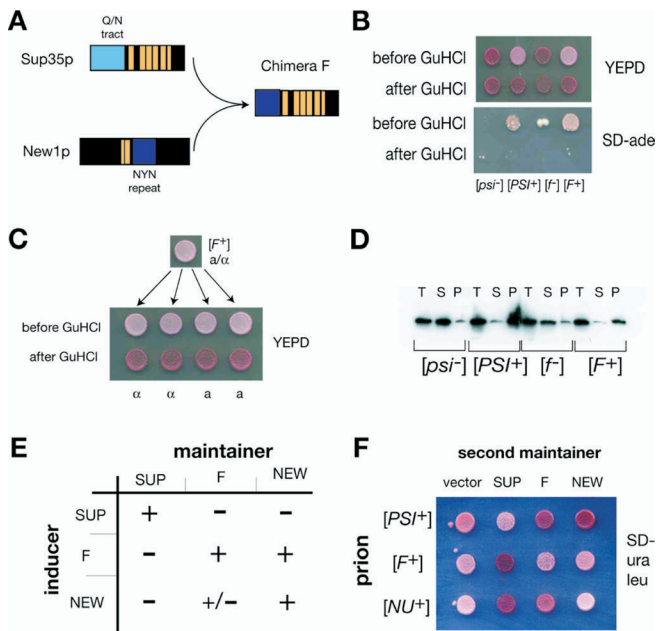 A
Q/N
tract
Sup35p
Chimera F
New1p
NYN
repeat
B
before GuHCl
after GuHCl
YEPD
before GuHCl
after GuHCl
SD-ade
[psi-] [PSI+] [f-] [F+]
C
[F+]
a/α
before GuHCl
after GuHCl
YEPD
α α a a
D
T S P T S P T S P T S P
[psi-] [PSI+] [f-] [F+]
E
maintainer
SUP F NEW
inducer
SUP + - -
F - + +
NEW - +/- +
F
second maintainer
vector SUP F NEW
prion
[PSI+]
[F+]
[NU+]
SD-
ura
leu